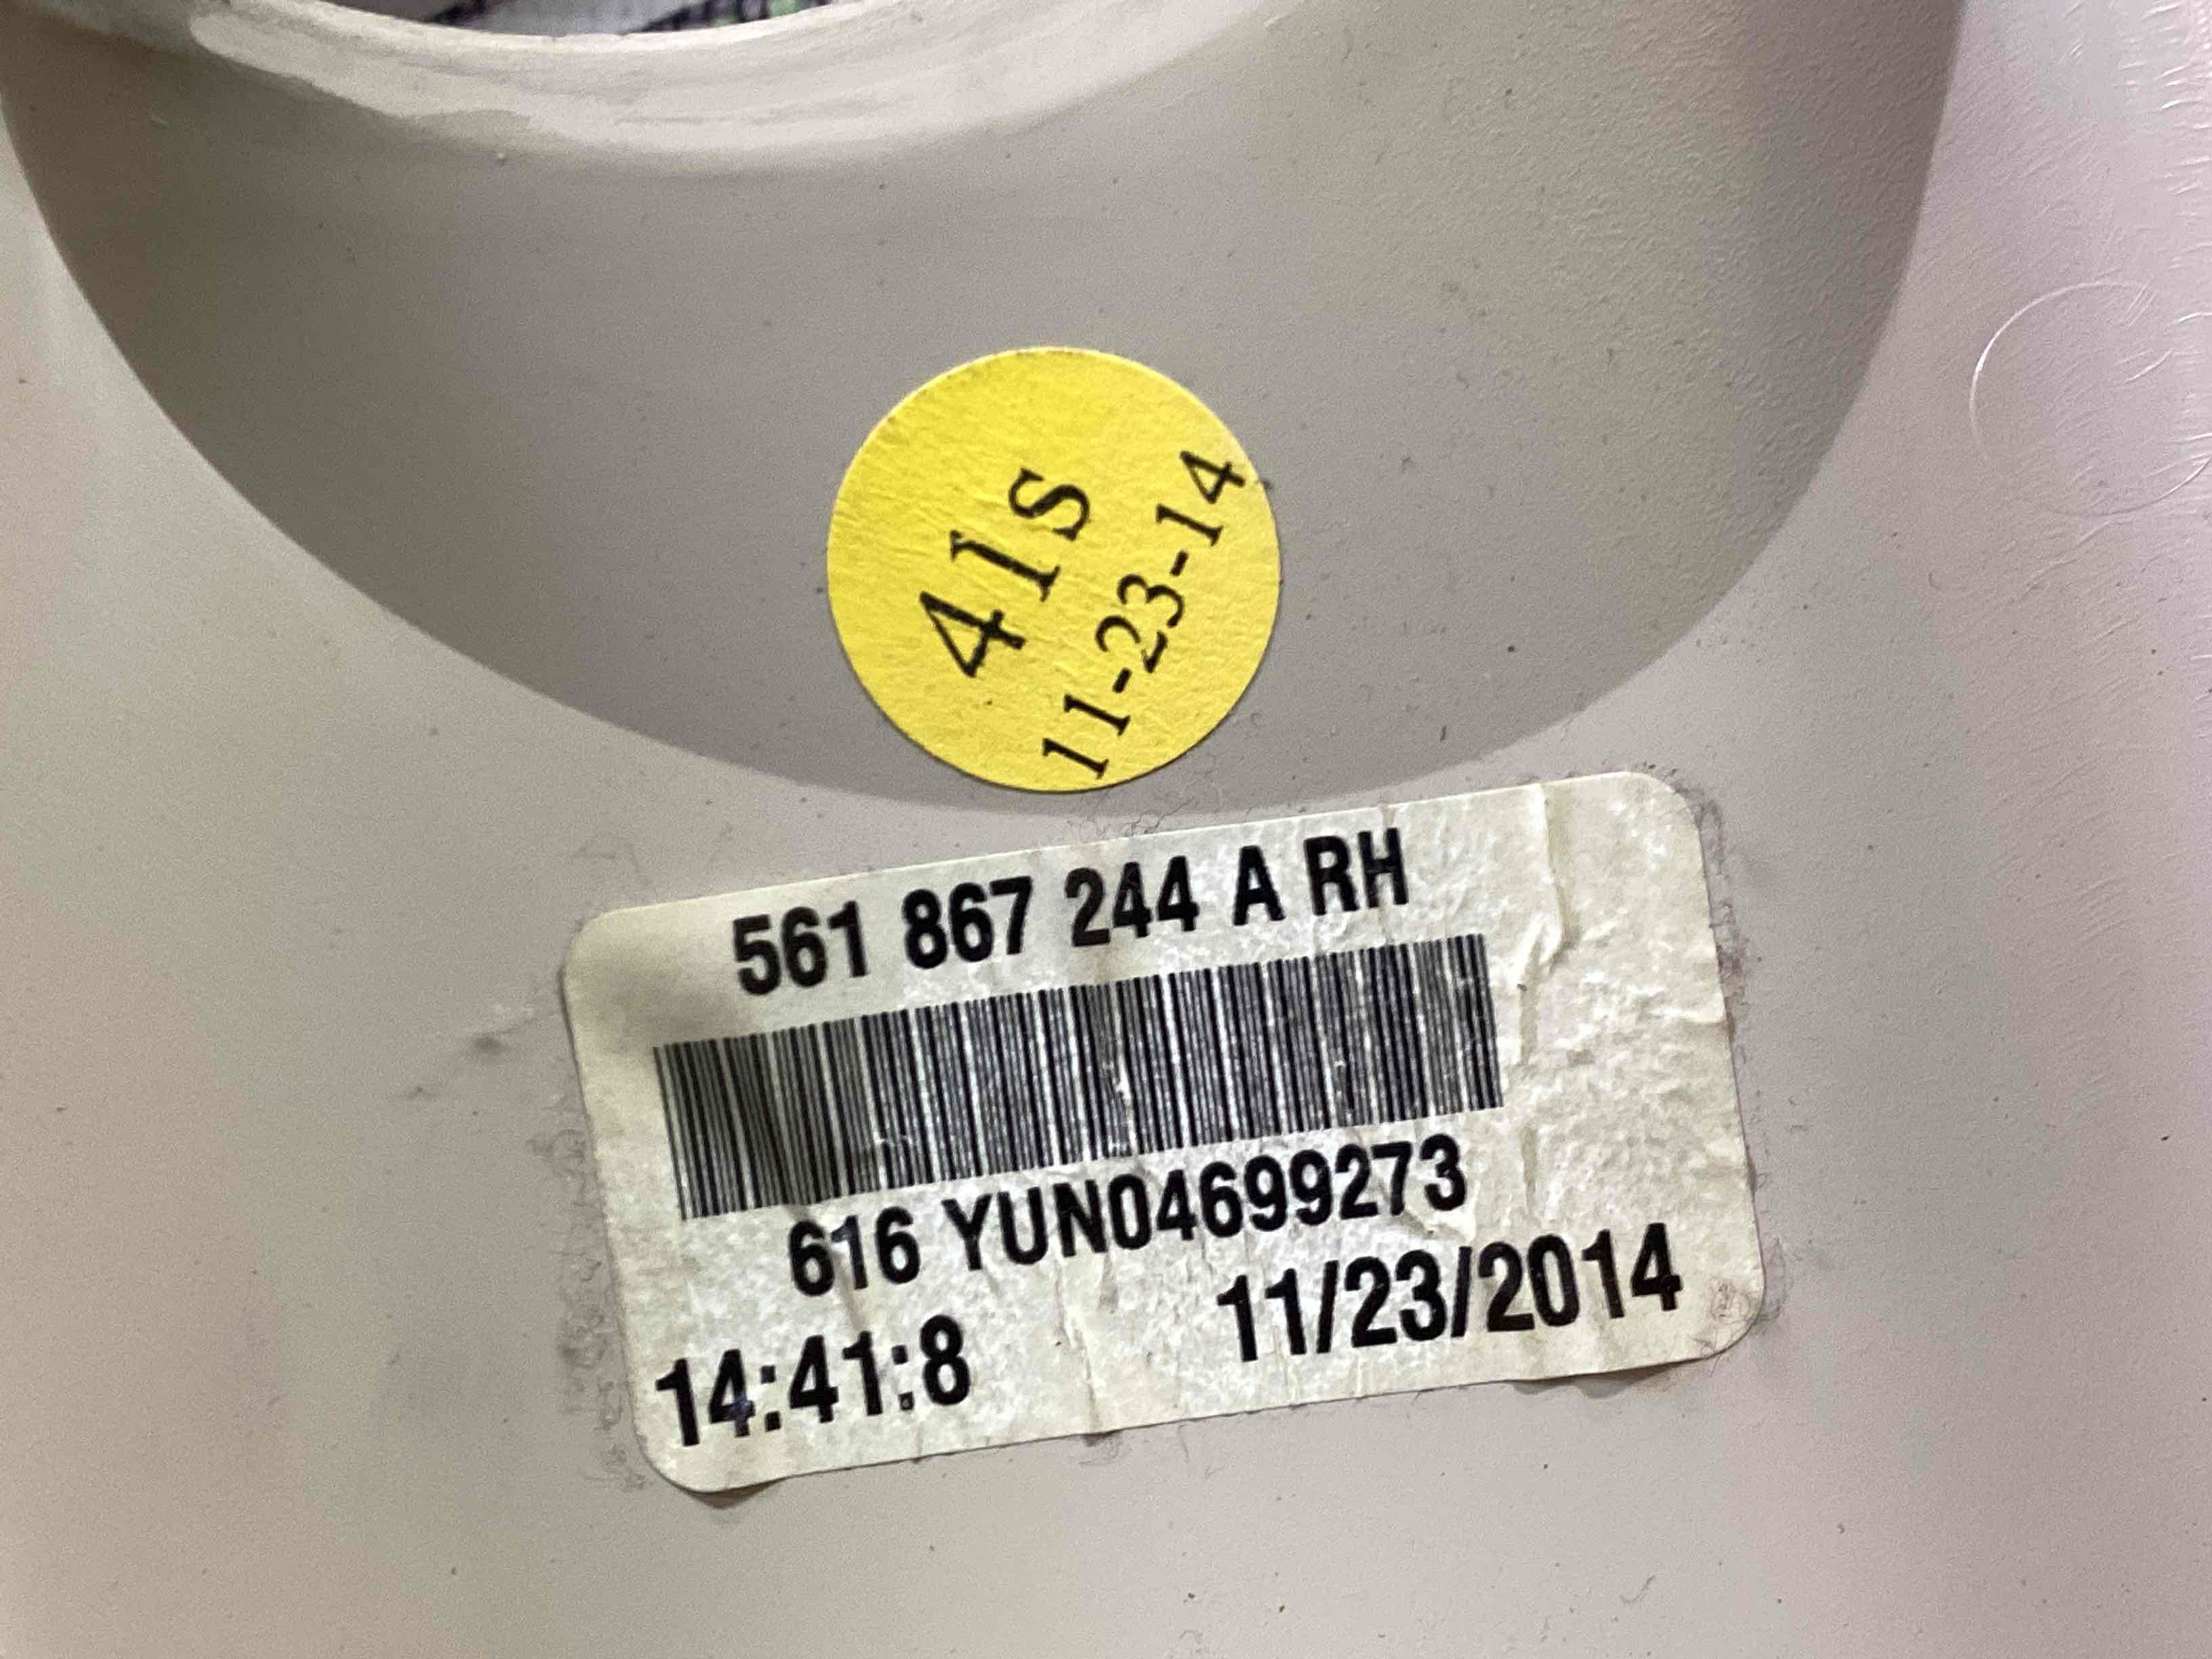 41S
11-23-14
561 867 244 A RH
616 YUN04699273
14:41:8 11/23/2014